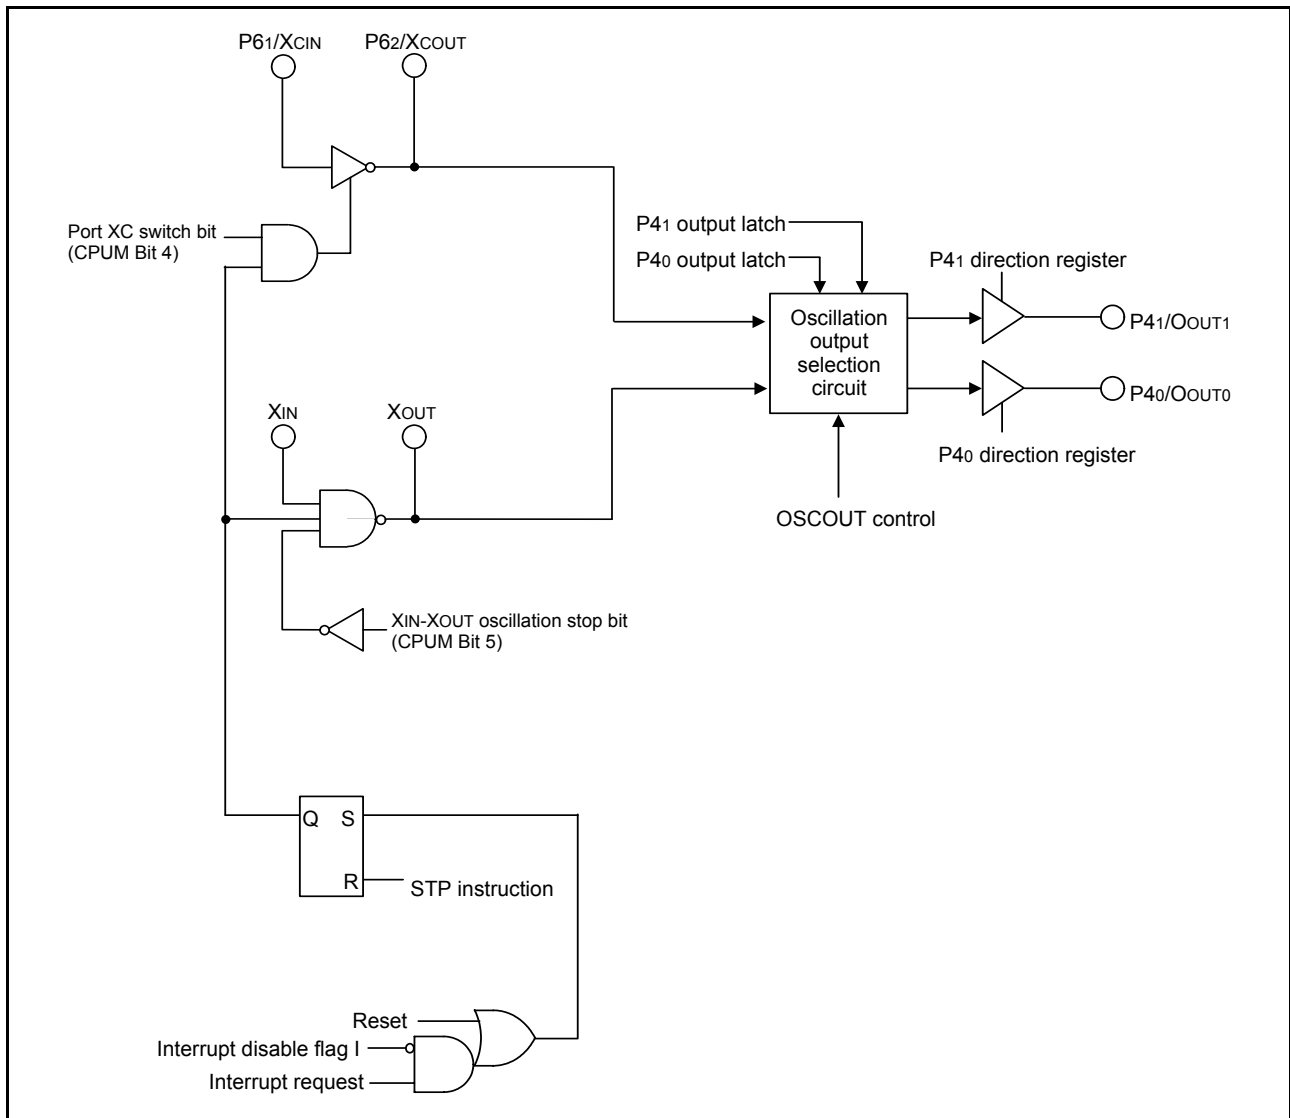 P61/XCIN
P62/XCOUT
Port XC switch bit
(CPUM Bit 4)
P41 output latch
P40 output latch
P41 direction register
Oscillation
output
selection
circuit
P41/OOUT1
P40/OOUT0
P40 direction register
OSCOUT control
XIN
XOUT
XIN-XOUT oscillation stop bit
(CPUM Bit 5)
Q S
R
STP instruction
Reset
Interrupt disable flag I
Interrupt request